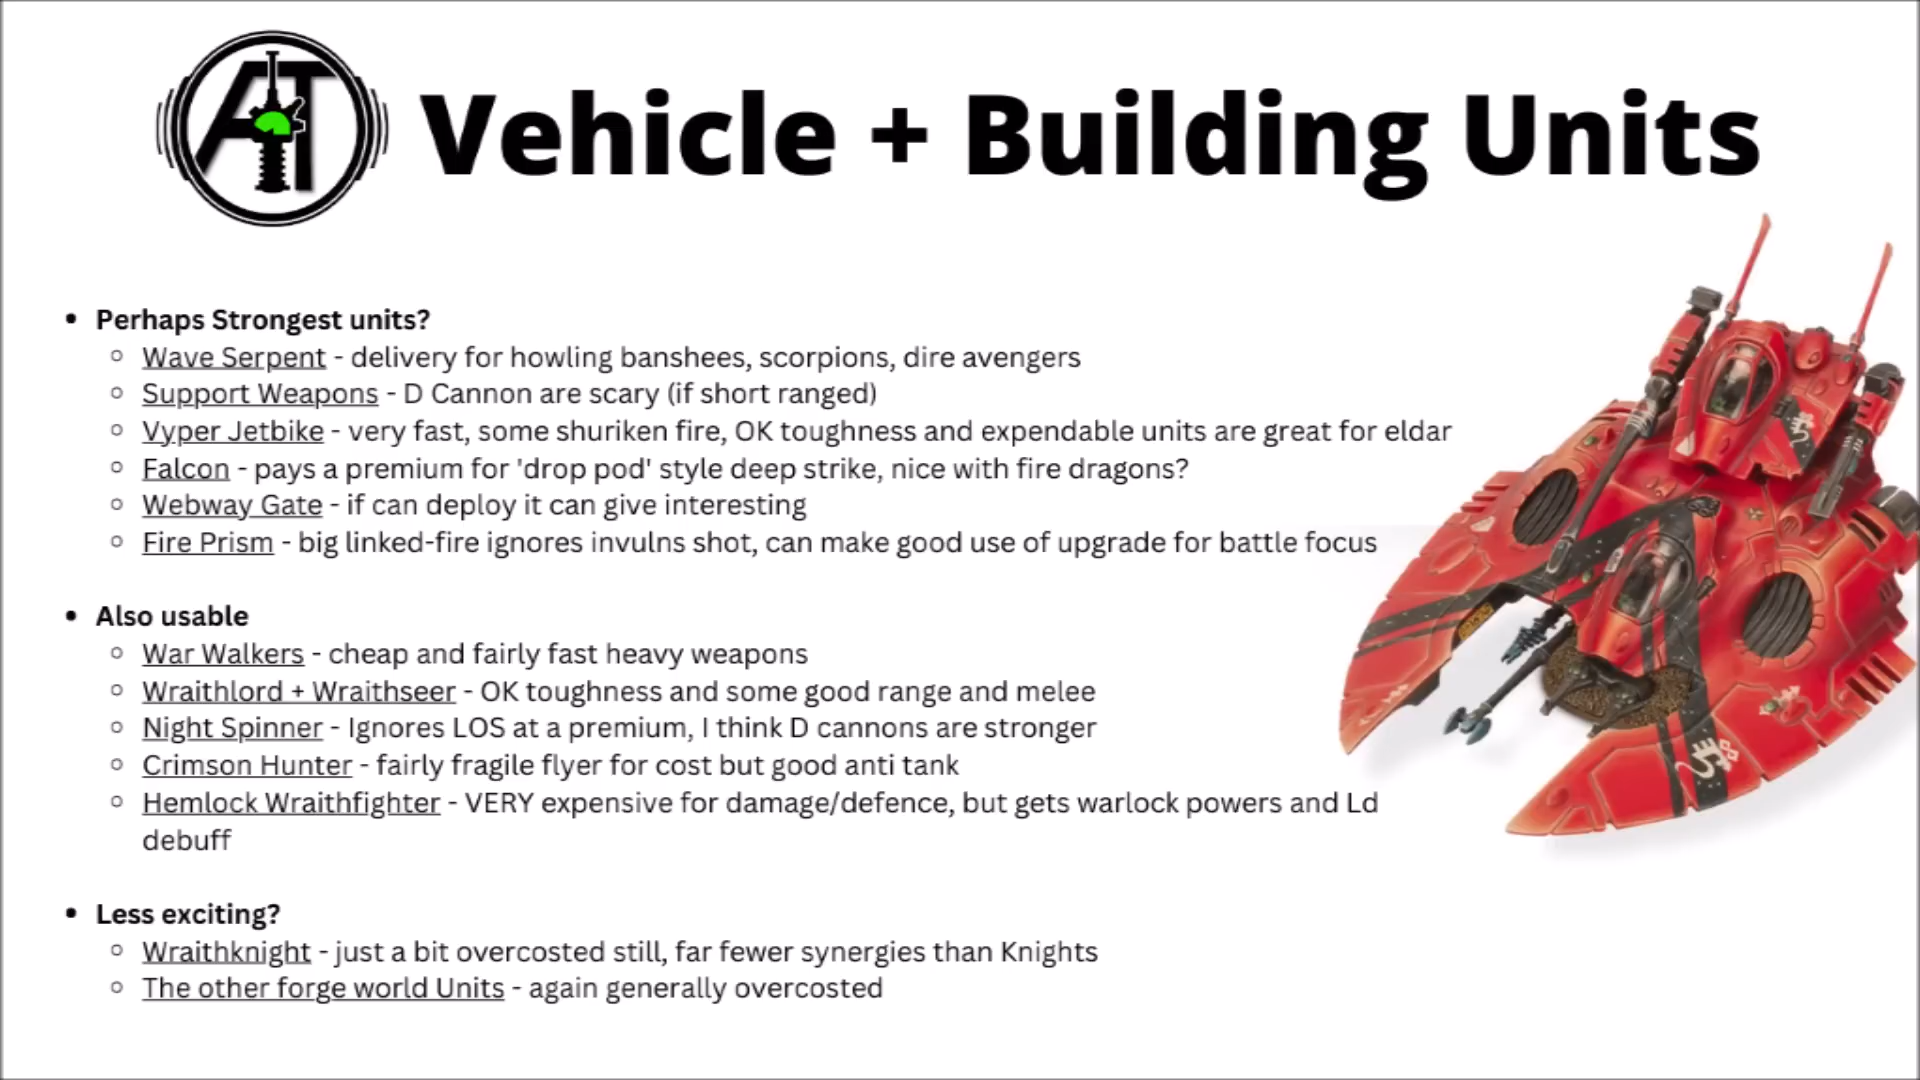 AT
Vehicle + Building Units
• Perhaps Strongest units?
○ Wave Serpent - delivery for howling banshees, scorpions, dire avengers
○ Support Weapons - D Cannon are scary (if short ranged)
○ Vyper Jetbike - very fast, some shuriken fire, OK toughness and expendable units are great for eldar
○ Falcon - pays a premium for 'drop pod' style deep strike, nice with fire dragons?
○ Webway Gate - if can deploy it can give interesting
○ Fire Prism - big linked-fire ignores invulns shot, can make good use of upgrade for battle focus
• Also usable
○ War Walkers - cheap and fairly fast heavy weapons
○ Wraithlord + Wraithseer - OK toughness and some good range and melee
○ Night Spinner - Ignores LOS at a premium, I think D cannons are stronger
○ Crimson Hunter - fairly fragile flyer for cost but good anti tank
○ Hemlock Wraithfighter - VERY expensive for damage/defence, but gets warlock powers and Ld
debuff
• Less exciting?
○ Wraithknight - just a bit overcosted still, far fewer synergies than Knights
○ The other forge world Units - again generally overcosted